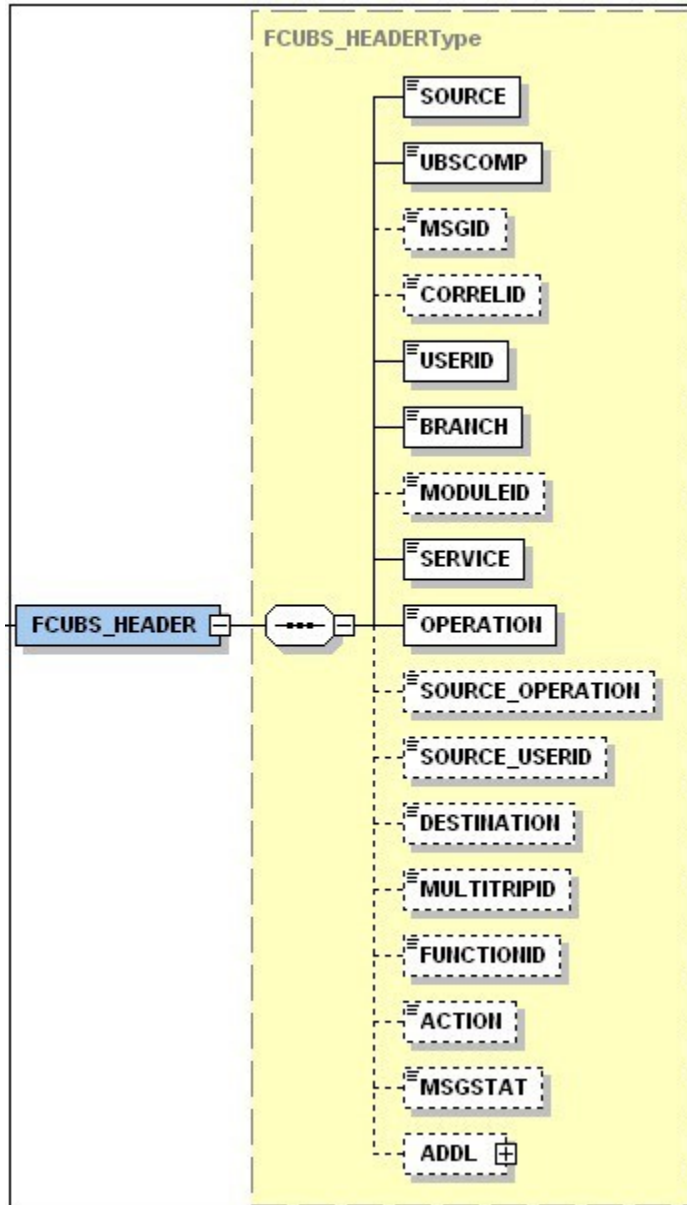 FCUBS_HEADERType
SOURCE
UBSCOMP
MSGID
CORRELID
USERID
BRANCH
MODULEID
SERVICE
FCUBS_HEADER
OPERATION
SOURCE_OPERATION
SOURCE_USERID
DESTINATION
MULTITRIPID
FUNCTIONID
ACTION
MSGSTAT
ADDL